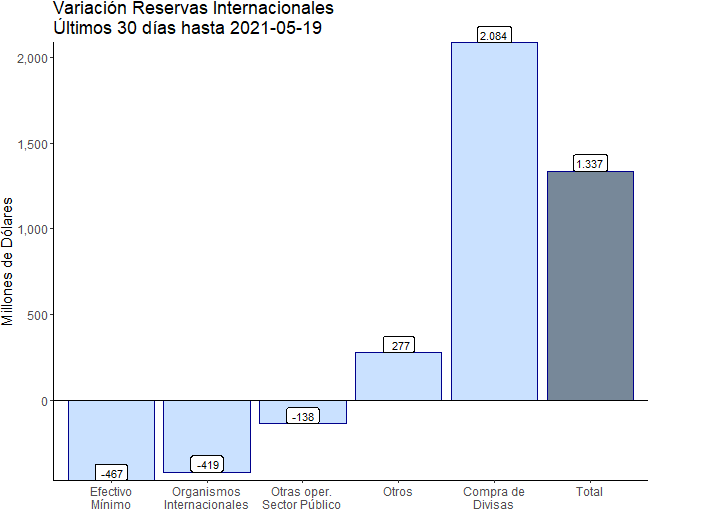 Variación Reservas Internacionales
Últimos 30 días hasta 2021-05-19
Millones de Dólares
2,000
1,500
1,000
500
0
-467
-419
-138
277
2.084
1.337
Efectivo
Mínimo
Organismos
Internacionales
Otras oper.
Sector Público
Otros
Compra de
Divisas
Total